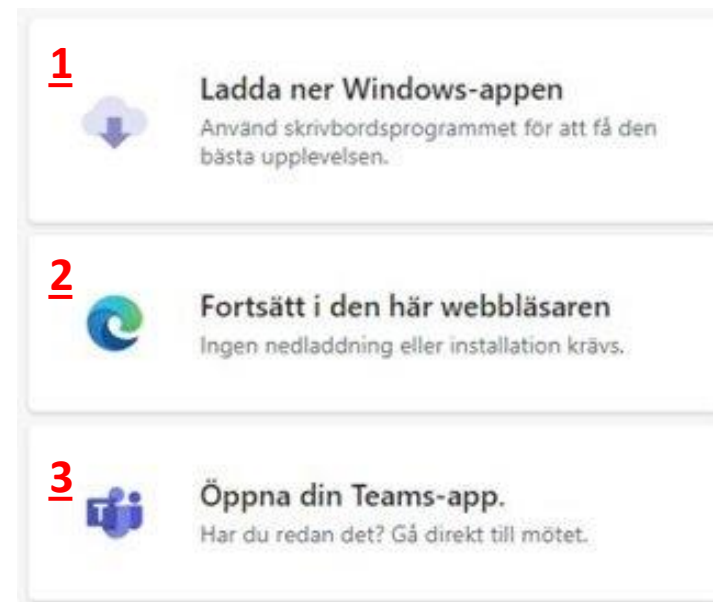 1
Ladda ner Windows-appen
Använd skrivbordsprogrammet för att få den
bästa upplevelsen.
2
Fortsätt i den här webbläsaren
Ingen nedladdning eller installation krävs.
3
Öppna din Teams-app.
Har du redan det? Gå direkt till mötet.